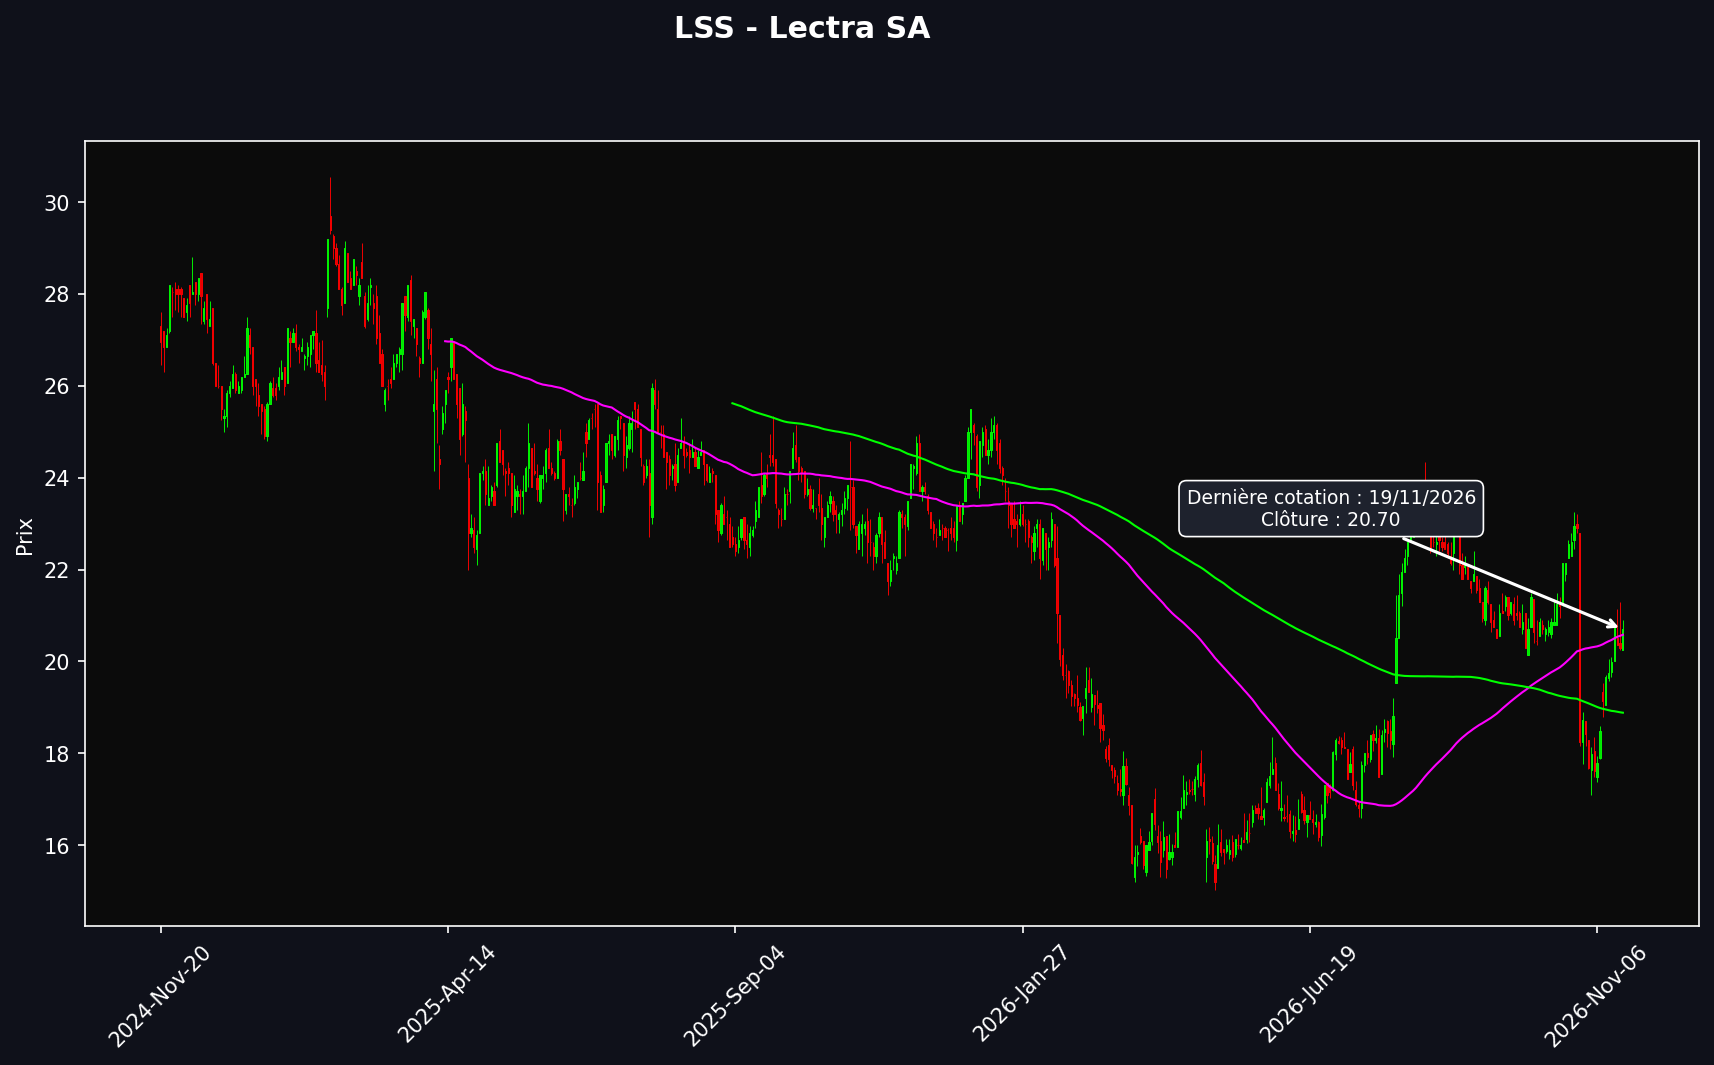 LSS - Lectra SA
Prix
30
28
26
24
22
20
18
16
Dernière cotation : 19/11/2026
Clôture : 20.70
2024-Nov-20
2025-Apr-14
2025-Sep-04
2026-Jan-27
2026-Jun-19
2026-Nov-06